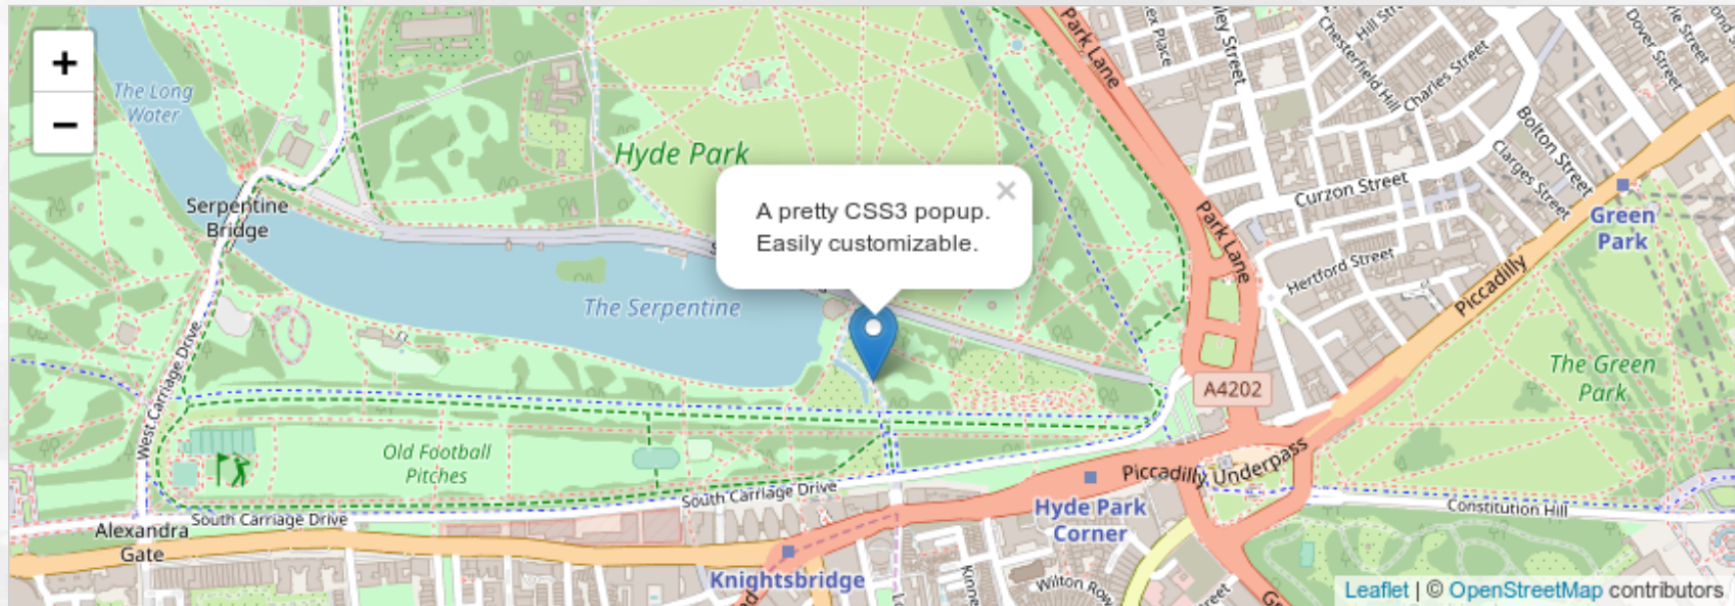 +
−
The Long
Water
Serpentine
Bridge
Hyde Park
A pretty CSS3 popup.
Easily customizable.
×
The Serpentine
Park Lane
Park Lane
Chesterfield Hill
Hill
Charles Street
Dover Street
Bolton Street
Clarges Street
Curzon Street
Hertford Street
Piccadilly
Green
Park
The Green
Park
A4202
West Carriage Drive
Old Football
Pitches
South Carriage Drive
South Carriage Drive
Alexandra
Gate
Piccadilly Underpass
Hyde Park
Corner
Constitution Hill
Knightsbridge
Wilton
Leaflet | © OpenStreetMap contributors